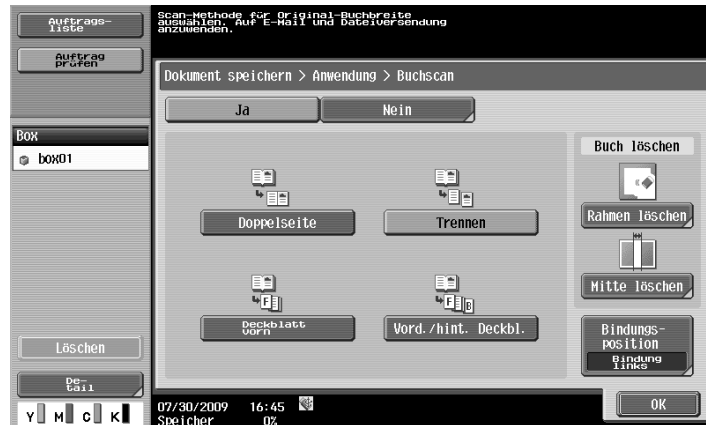 Auftrags-
liste
Auftrag
prüfen
Scan-Methode für Original-Buchbreite
auswählen. Auf E-Mail und Dateiversendung
anzuwenden.
Dokument speichern > Anwendung > Buchscan
Ja
Nein
Box
box01
Buch löschen
Doppelseite
Trennen
Rahmen löschen
Mitte löschen
Deckblatt
vorn
Vord./hint. Deckbl.
Bindungs-
position
Bindung
links
Löschen
De-
tail
OK
Y M C K
07/30/2009 16:45
Speicher 0%